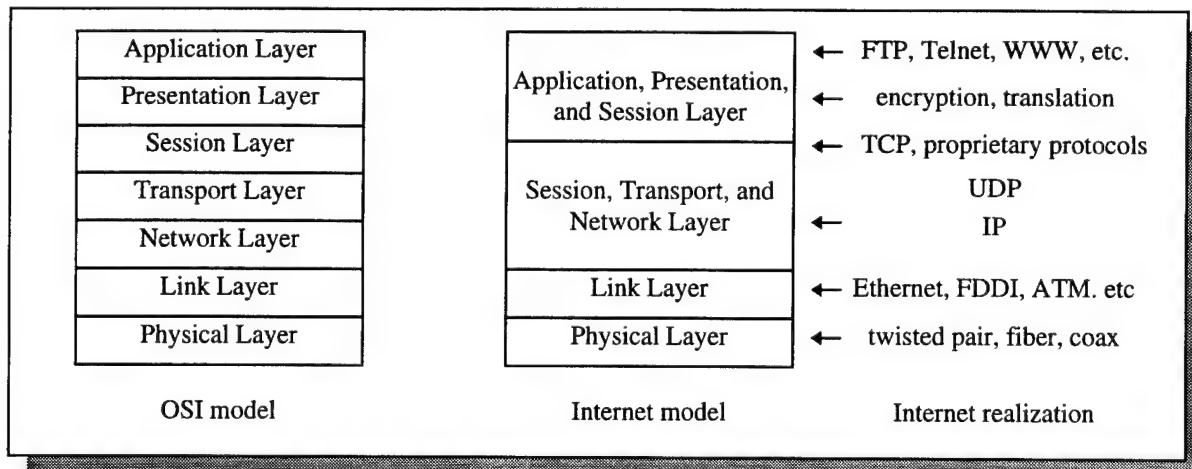 Application Layer
Presentation Layer
Session Layer
Transport Layer
Network Layer
Link Layer
Physical Layer
OSI model
Application, Presentation,
and Session Layer
Session, Transport, and
Network Layer
Link Layer
Physical Layer
Internet model
FTP, Telnet, WWW, etc.
encryption, translation
TCP, proprietary protocols
UDP
IP
Ethernet, FDDI, ATM. etc
twisted pair, fiber, coax
Internet realization